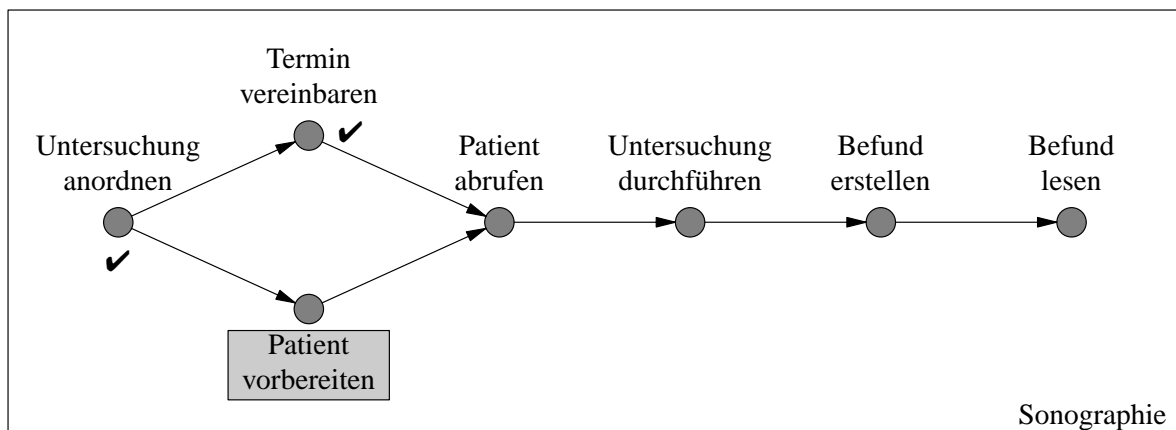 Termin
vereinbaren
Untersuchung
anordnen
Patient
abrufen
Untersuchung
durchführen
Befund
erstellen
Befund
lesen
Patient
vorbereiten
Sonographie